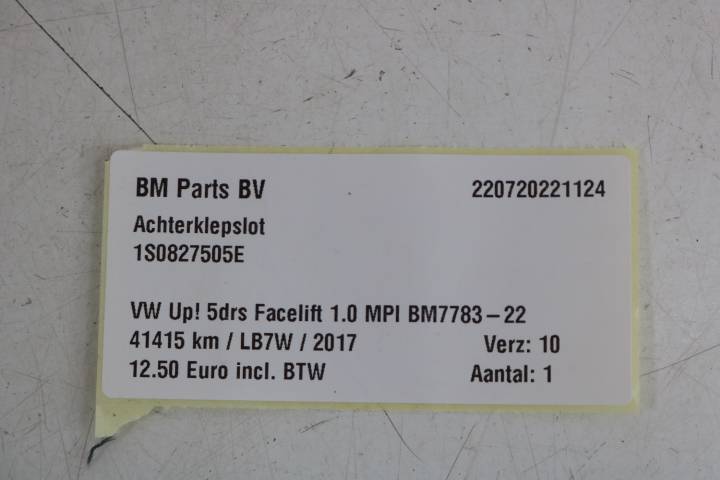 BM Parts BV 220720221124
Achterklepslot
1S0827505E
VW Up! 5drs Facelift 1.0 MPI BM7783-22
41415 km / LB7W / 2017 Verz: 10
12.50 Euro incl. BTW Aantal: 1